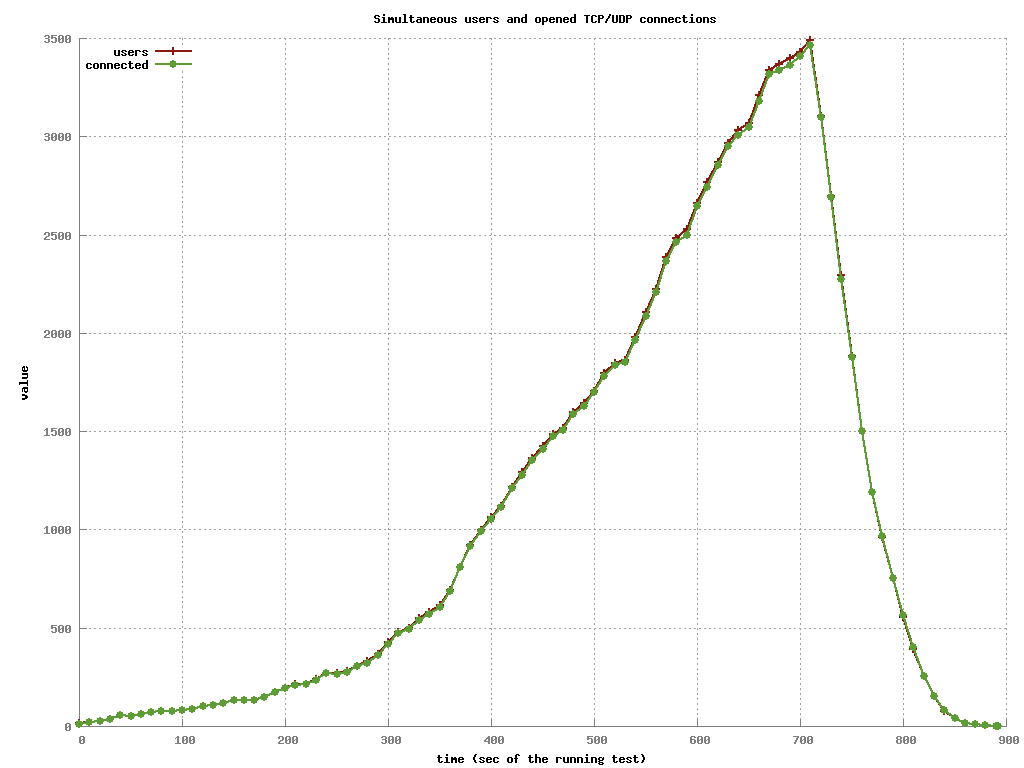 Simultaneous users and opened TCP/UDP connections
users
connected
3500
3000
2500
2000
1500
1000
500
0
value
0 100 200 300 400 500 600 700 800 900
time (sec of the running test)